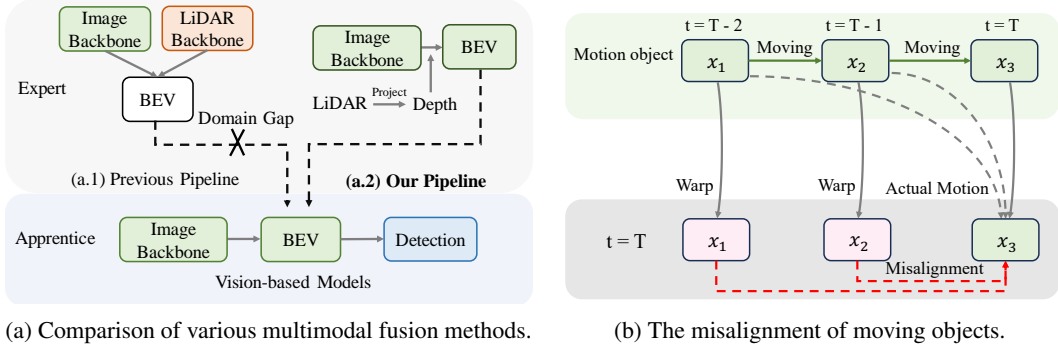 Image
Backbone
LiDAR
Backbone
Expert
BEV
Domain Gap
(a.1) Previous Pipeline
Image
Backbone
BEV
LiDAR
Project
Depth
(a.2) Our Pipeline
Apprentice
Image
Backbone
BEV
Detection
Vision-based Models
(a) Comparison of various multimodal fusion methods.
t = T - 2
t = T - 1
t = T
Motion object
x₁
Moving
x₂
Moving
x₃
Warp
Warp
Actual Motion
t = T
x₁
x₂
x₃
Misalignment
(b) The misalignment of moving objects.